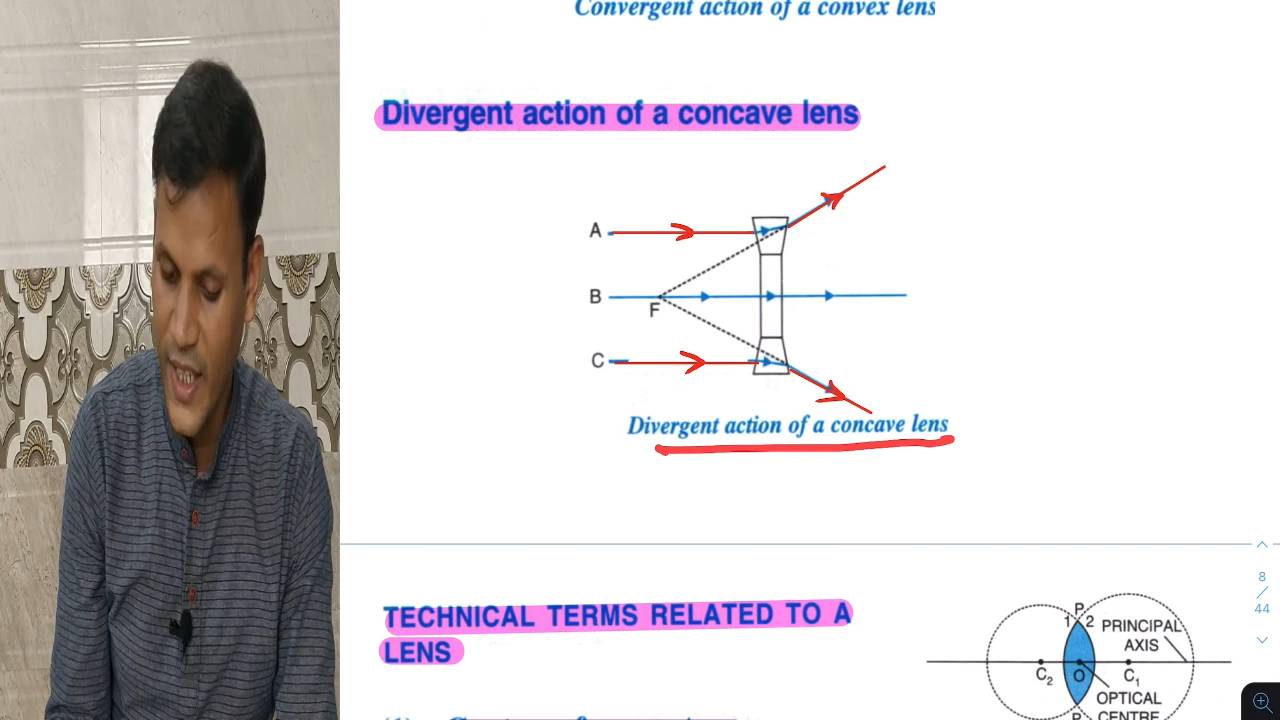 Convergent action of a convex lens
Divergent action of a concave lens
A
B
F
C
Divergent action of a concave lens
8
/
44
TECHNICAL TERMS RELATED TO A
LENS
P
1 2
PRINCIPAL
AXIS
C2 O C1
OPTICAL
P
CENTRE